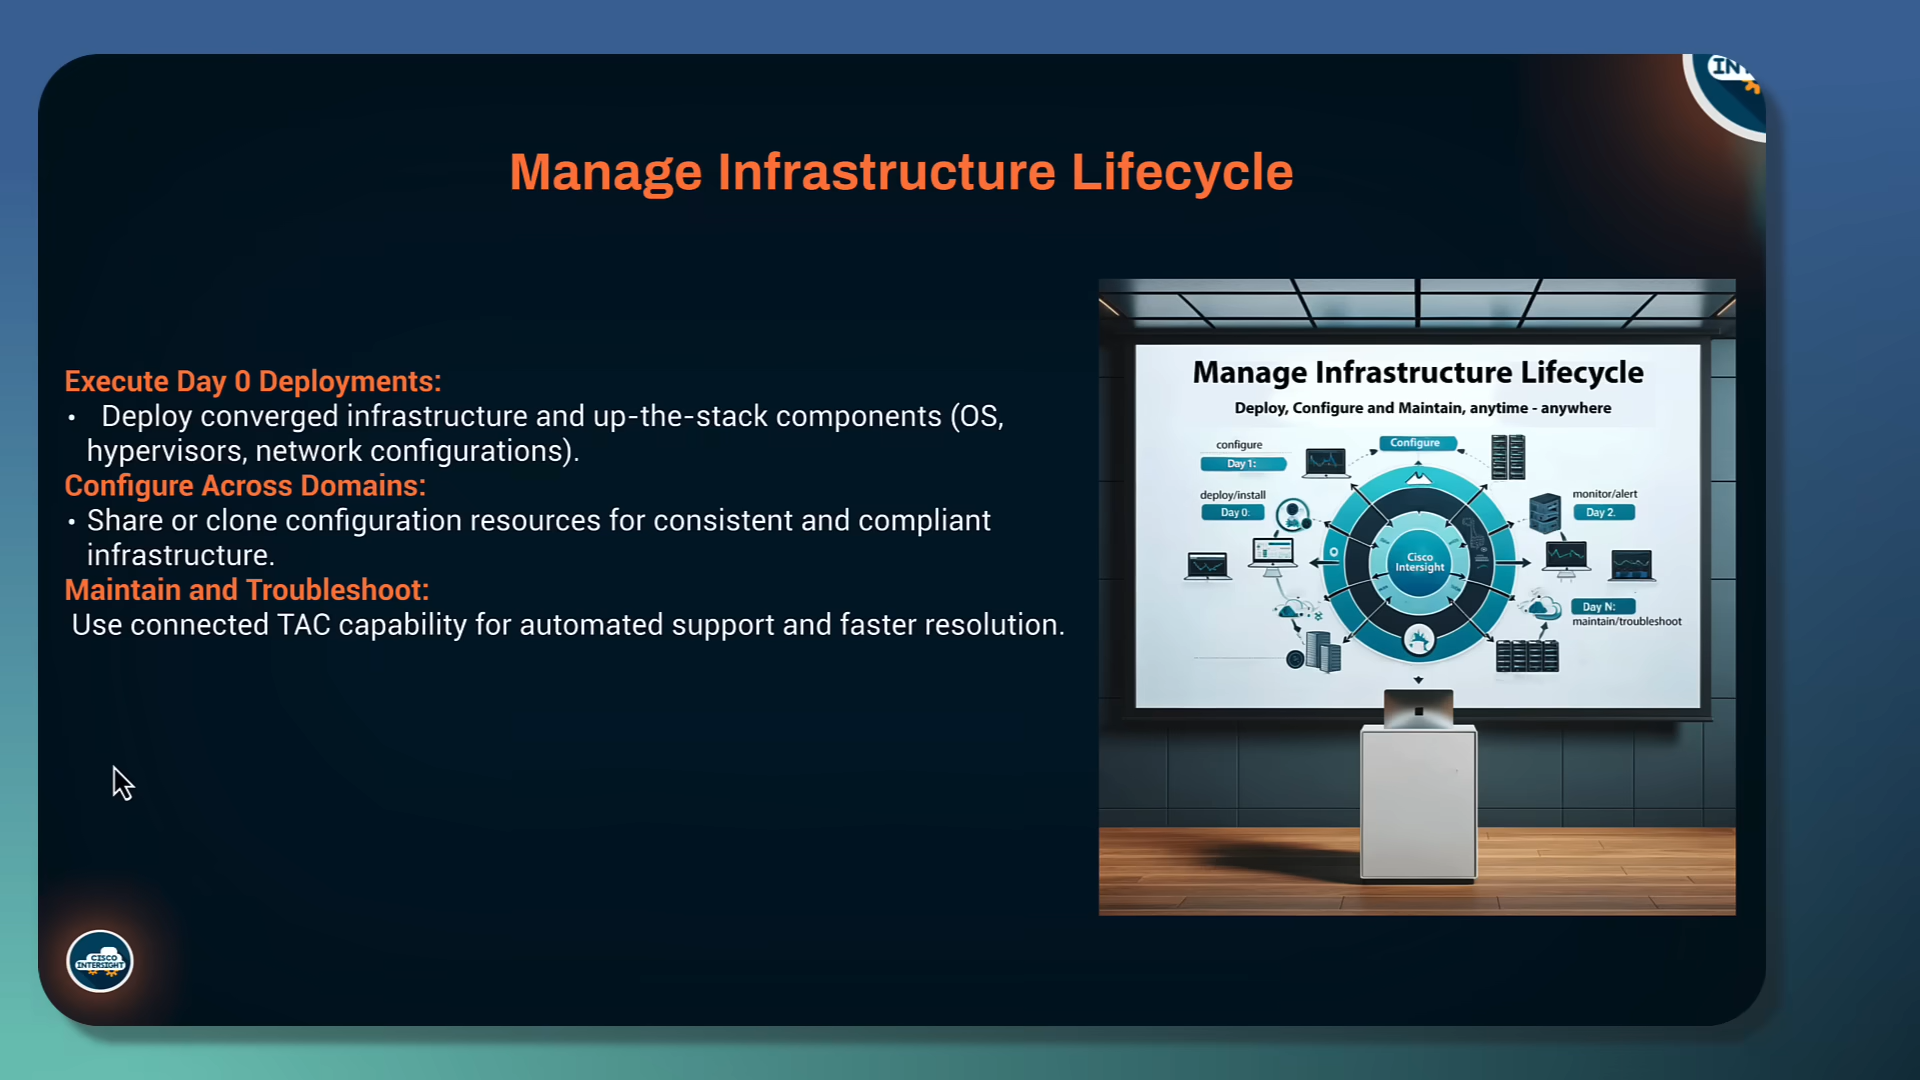 Manage Infrastructure Lifecycle
Execute Day 0 Deployments:
• Deploy converged infrastructure and up-the-stack components (OS,
hypervisors, network configurations).
Configure Across Domains:
• Share or clone configuration resources for consistent and compliant
infrastructure.
Maintain and Troubleshoot:
Use connected TAC capability for automated support and faster resolution.
Manage Infrastructure Lifecycle
Deploy, Configure and Maintain, anytime - anywhere
configure
Day 1:
Configure
deploy/install
Day 0:
monitor/alert
Day 2.
Cisco
Intersight
Day N:
maintain/troubleshoot
CISCO
INTERSIGHT